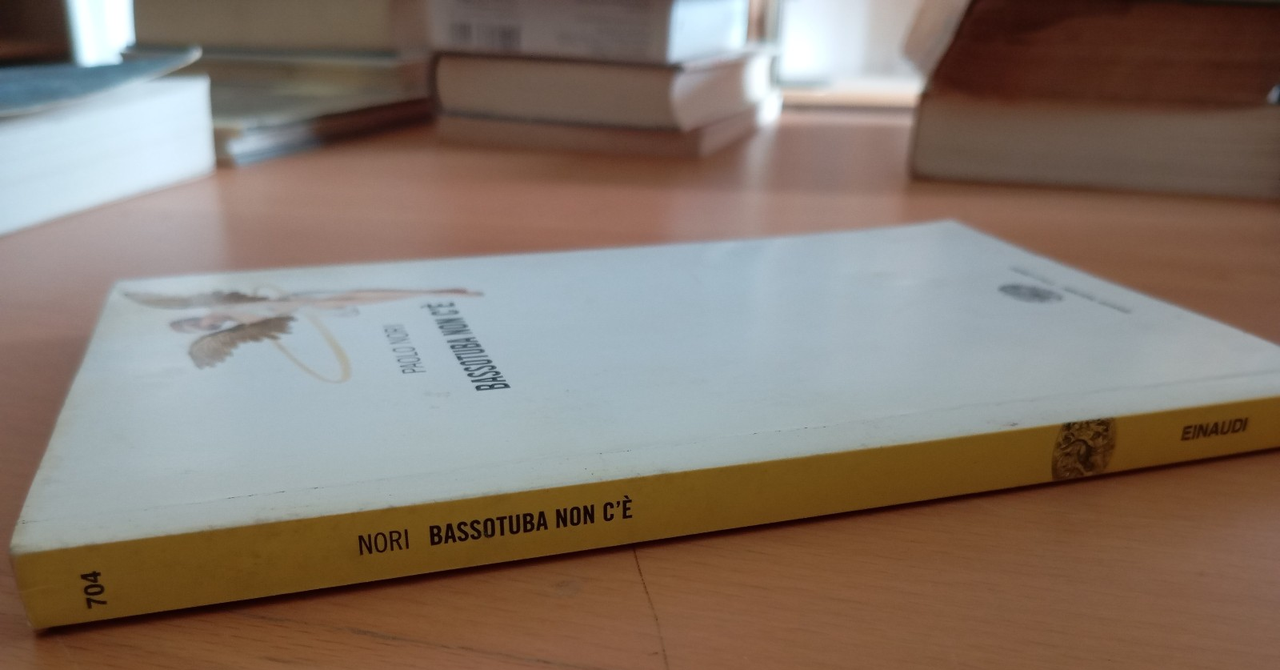 PAOLO NORI
BASSOTUBA NON C'È
704
NORI BASSOTUBA NON C'È
EINAUDI